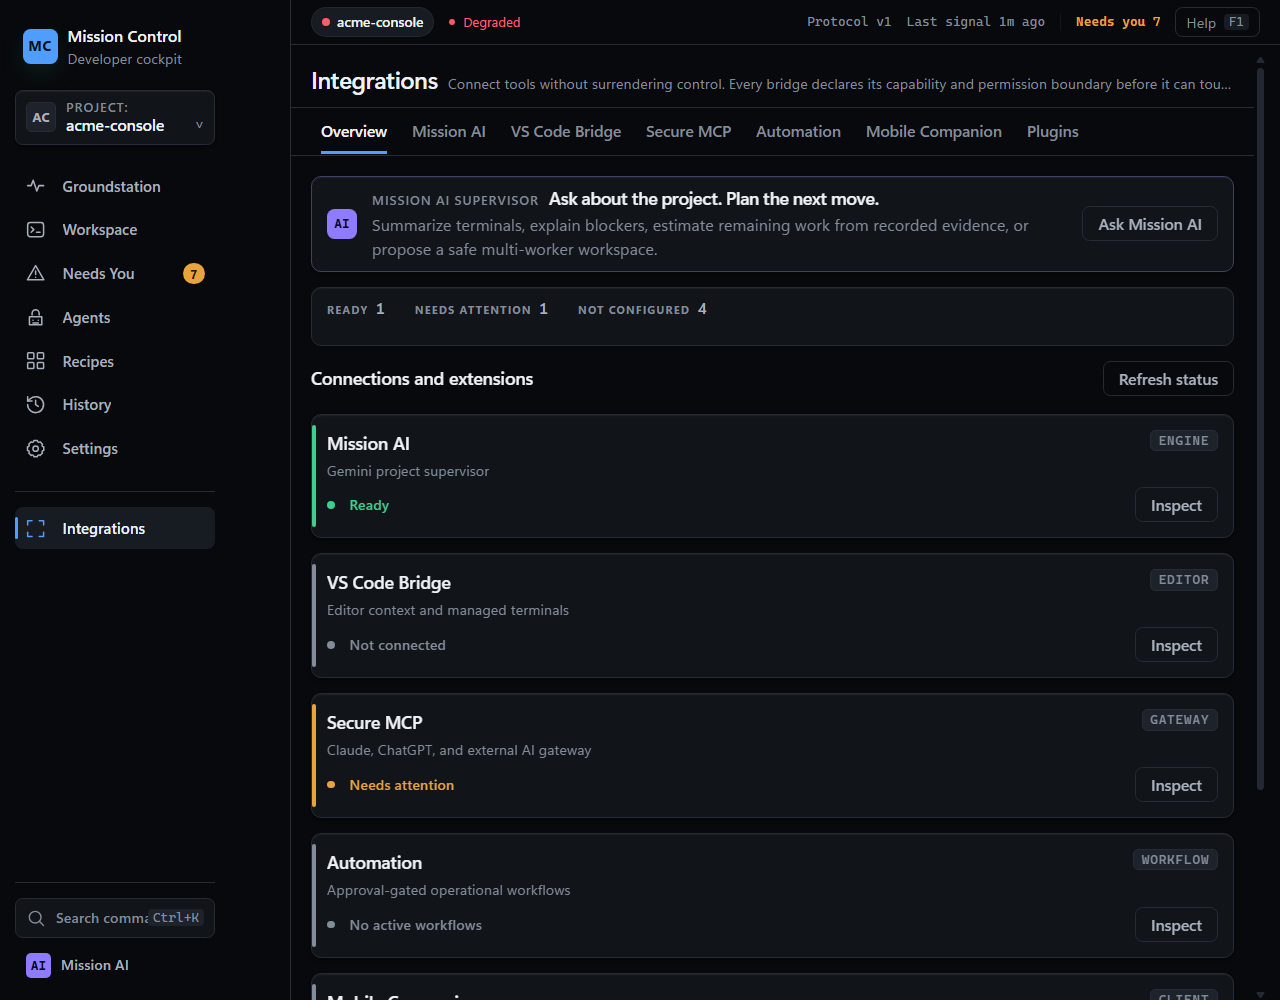 MC
Mission Control
Developer cockpit
AC
PROJECT:
acme-console
v
Groundstation
Workspace
Needs You 7
Agents
Recipes
History
Settings
Integrations
Search comma Ctrl+K
AI Mission AI
acme-console Degraded Protocol v1 Last signal 1m ago Needs you 7 Help F1
Integrations Connect tools without surrendering control. Every bridge declares its capability and permission boundary before it can tou...
Overview Mission AI VS Code Bridge Secure MCP Automation Mobile Companion Plugins
AI
MISSION AI SUPERVISOR Ask about the project. Plan the next move.
Summarize terminals, explain blockers, estimate remaining work from recorded evidence, or
propose a safe multi-worker workspace.
Ask Mission AI
READY 1 NEEDS ATTENTION 1 NOT CONFIGURED 4
Connections and extensions Refresh status
Mission AI ENGINE
Gemini project supervisor
Ready Inspect
VS Code Bridge EDITOR
Editor context and managed terminals
Not connected Inspect
Secure MCP GATEWAY
Claude, ChatGPT, and external AI gateway
Needs attention Inspect
Automation WORKFLOW
Approval-gated operational workflows
No active workflows Inspect
Mobile Companion CLIENT